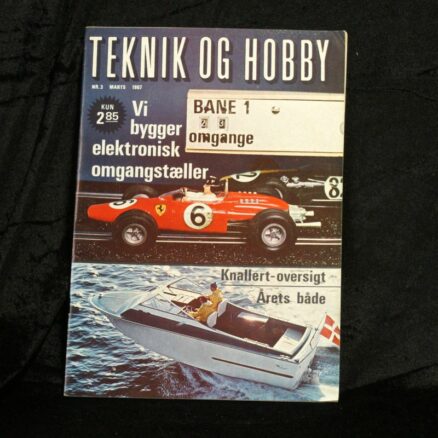 TEKNIK OG HOBBY
NR. 3 MARTS 1967
KUN
2.85
Vi
bygger
elektronisk
omgangstæller
BANE 1
omgange
6
8
Knallert-oversigt
Årets både